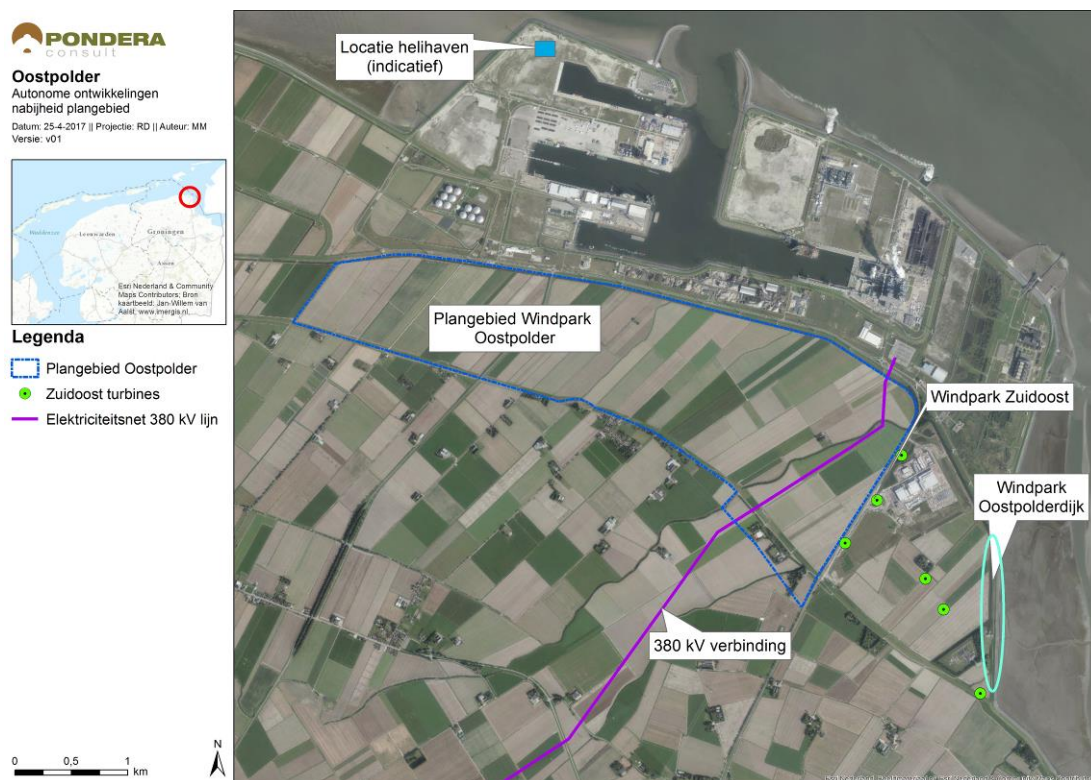 PONDERA
consult
Oostpolder
Autonome ontwikkelingen
nabijheid plangebied
Datum: 25-4-2017 || Projectie: RD || Auteur: MM
Versie: v01
Leeuwarden
Groningen
Assen
Esri Nederland & Community
Maps Contributors; Bron
kaartbeeld: Jan-Willem van
Aalst, www.imergis.nl
Legenda
Plangebied Oostpolder
Zuidoost turbines
Elektriciteitsnet 380 kV lijn
0 0,5 1
km
N
Locatie helihaven
(indicatief)
Plangebied Windpark
Oostpolder
Windpark Zuidoost
Windpark
Oostpolderdijk
380 kV verbinding